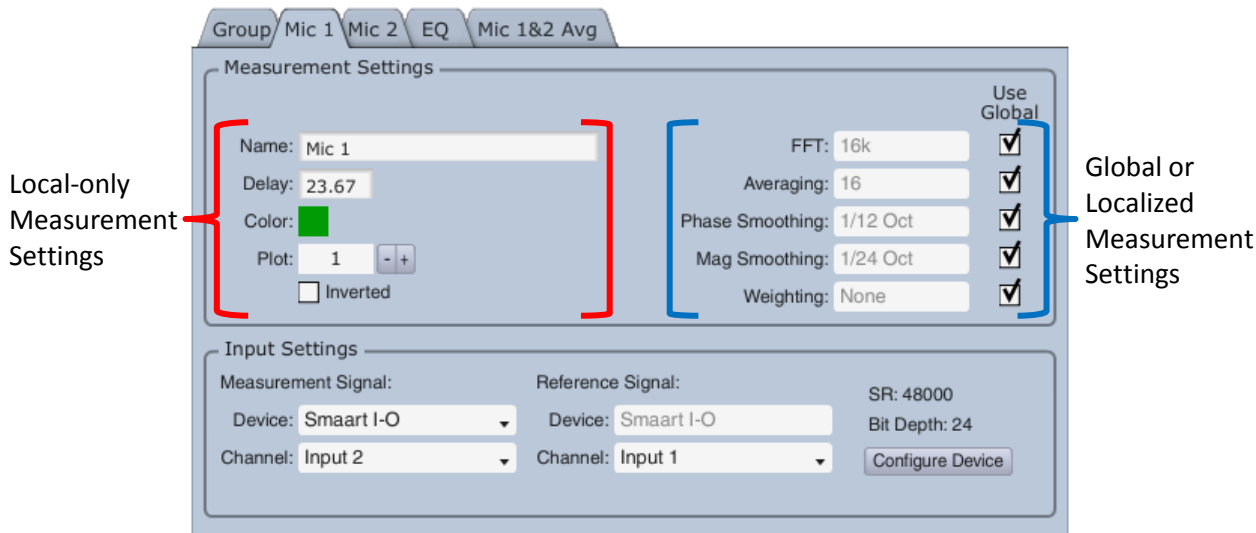 Group Mic 1 Mic 2 EQ Mic 1&2 Avg
Measurement Settings
Use
Global
Name: Mic 1
Delay: 23.67
Color:
Plot: 1 - +
Inverted
FFT: 16k
Averaging: 16
Phase Smoothing: 1/12 Oct
Mag Smoothing: 1/24 Oct
Weighting: None
Local-only
Measurement
Settings
Global or
Localized
Measurement
Settings
Input Settings
Measurement Signal:
Device: Smaart I-O
Channel: Input 2
Reference Signal:
Device: Smaart I-O
Channel: Input 1
SR: 48000
Bit Depth: 24
Configure Device